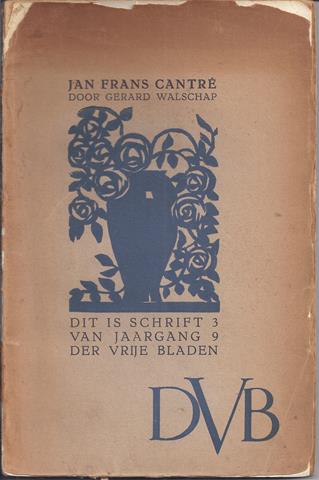 JAN FRANS CANTRÉ
DOOR GERARD WALSCHAP
DIT IS SCHRIFT 3
VAN JAARGANG 9
DER VRIJE BLADEN
DVB